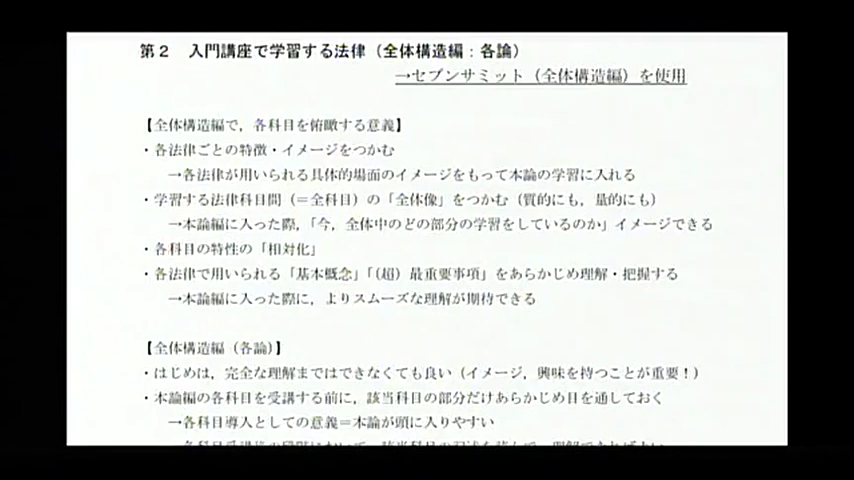 第２　入門講座で学習する法律（全体構造編：各論）
→セブンサミット（全体構造編）を使用
【全体構造編で，各科目を俯瞰する意義】
・各法律ごとの特徴・イメージをつかむ
→各法律が用いられる具体的場面のイメージをもって本論の学習に入れる
・学習する法律科目間（＝全科目）の「全体像」をつかむ（質的にも，量的にも）
→本論編に入った際，「今，全体中のどの部分の学習をしているのか」イメージできる
・各科目の特性の「相対化」
・各法律で用いられる「基本概念」「（超）最重要事項」をあらかじめ理解・把握する
→本論編に入った際に，よりスムーズな理解が期待できる
【全体構造編（各論）】
・はじめは，完全な理解まではできなくても良い（イメージ，興味を持つことが重要！）
・本論編の各科目を受講する前に，該当科目の部分だけあらかじめ目を通しておく
→各科目導入としての意義＝本論が頭に入りやすい